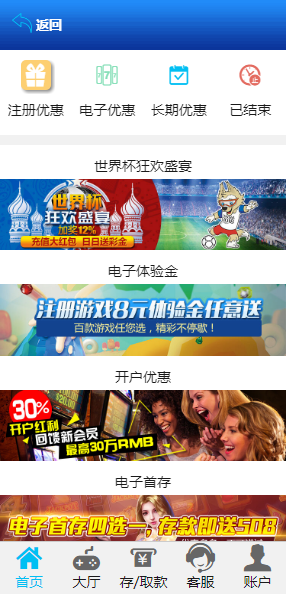 返回
7
注册优惠 电子优惠 长期优惠 已结束
世界杯狂欢盛宴
世界杯
狂欢盛宴
加奖12%
充值大红包 日日送彩金
电子体验金
注册游戏8元体验金任意送
百款游戏任您选，精彩不停歇！
开户优惠
30%
开户红利
回馈新会员
最高30万RMB
电子首存
电子首存四选一，存款即送508
首页 大厅 存/取款 客服 账户